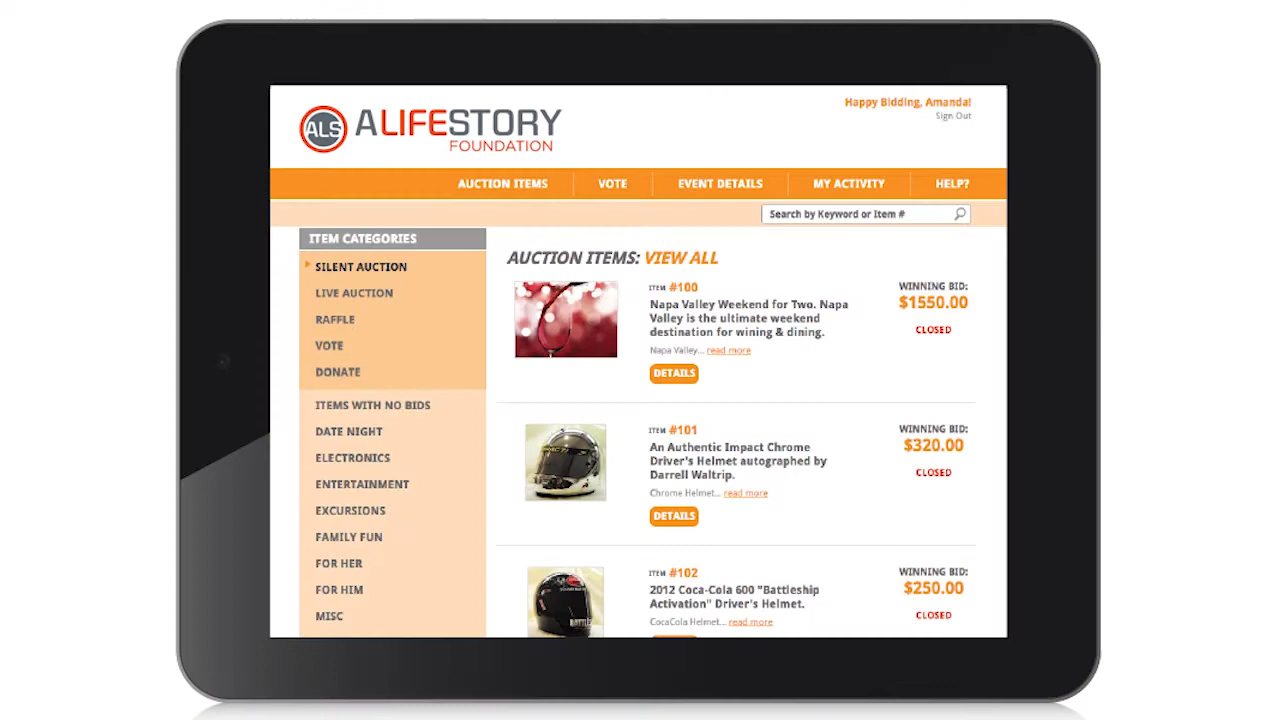 ALS ALIFESTORY
FOUNDATION
Happy Bidding, Amanda!
Sign Out
AUCTION ITEMS VOTE EVENT DETAILS MY ACTIVITY HELP?
Search by Keyword or Item #
ITEM CATEGORIES
SILENT AUCTION
LIVE AUCTION
RAFFLE
VOTE
DONATE
ITEMS WITH NO BIDS
DATE NIGHT
ELECTRONICS
ENTERTAINMENT
EXCURSIONS
FAMILY FUN
FOR HER
FOR HIM
MISC
AUCTION ITEMS: VIEW ALL
ITEM #100
Napa Valley Weekend for Two. Napa
Valley is the ultimate weekend
destination for wining & dining.
Napa Valley... read more
DETAILS
WINNING BID:
$1550.00
CLOSED
ITEM #101
An Authentic Impact Chrome
Driver's Helmet autographed by
Darrell Waltrip.
Chrome Helmet... read more
DETAILS
WINNING BID:
$320.00
CLOSED
ITEM #102
2012 Coca-Cola 600 "Battleship
Activation" Driver's Helmet.
CocaCola Helmet... read more
WINNING BID:
$250.00
CLOSED